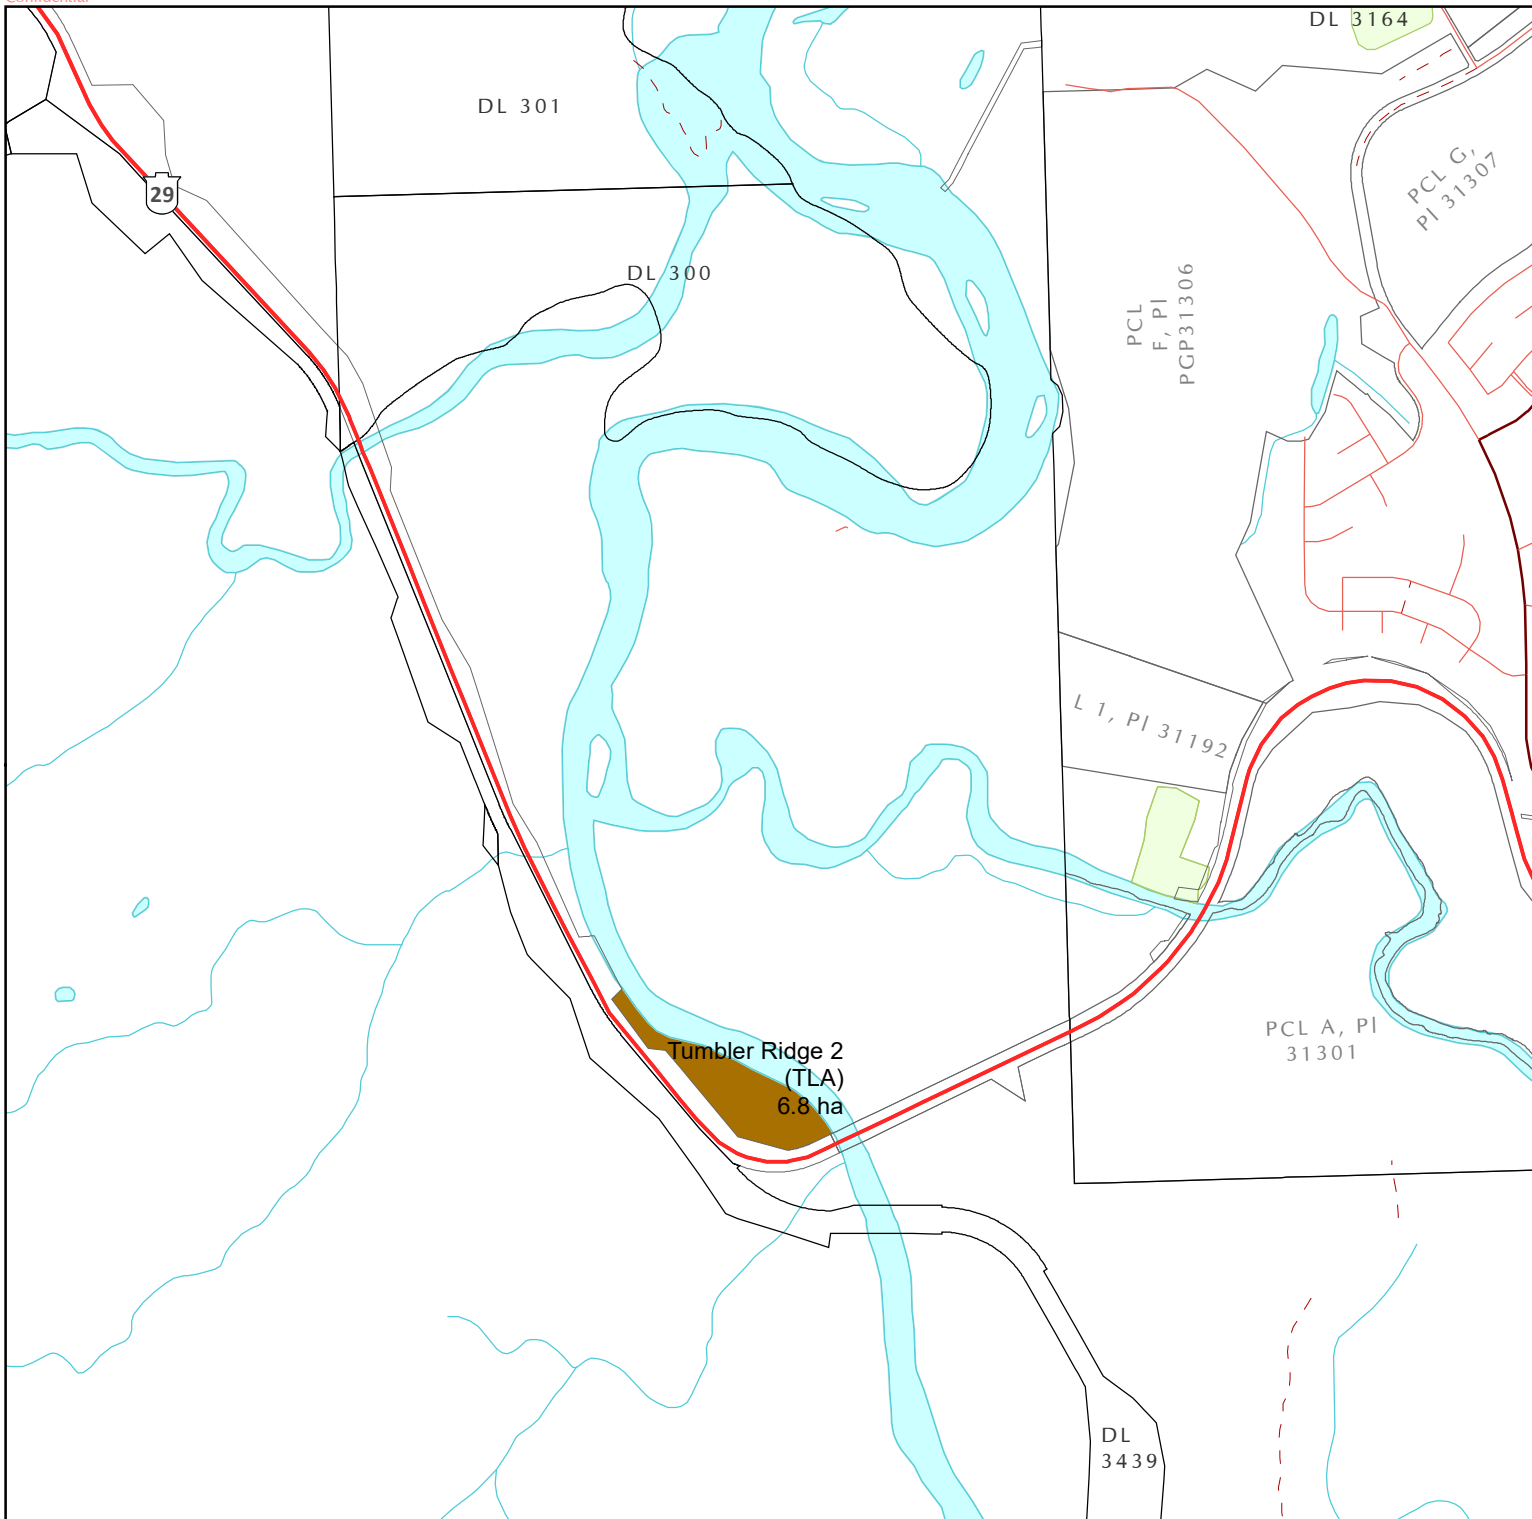 Confidential
DL 3164
DL 301
PCL G,
Pl 31307
29
DL 300
PCL
F, Pl
PGP31306
L 1, Pl 31192
PCL A, Pl
31301
Tumbler Ridge 2
(TLA)
6.8 ha
DL
3439